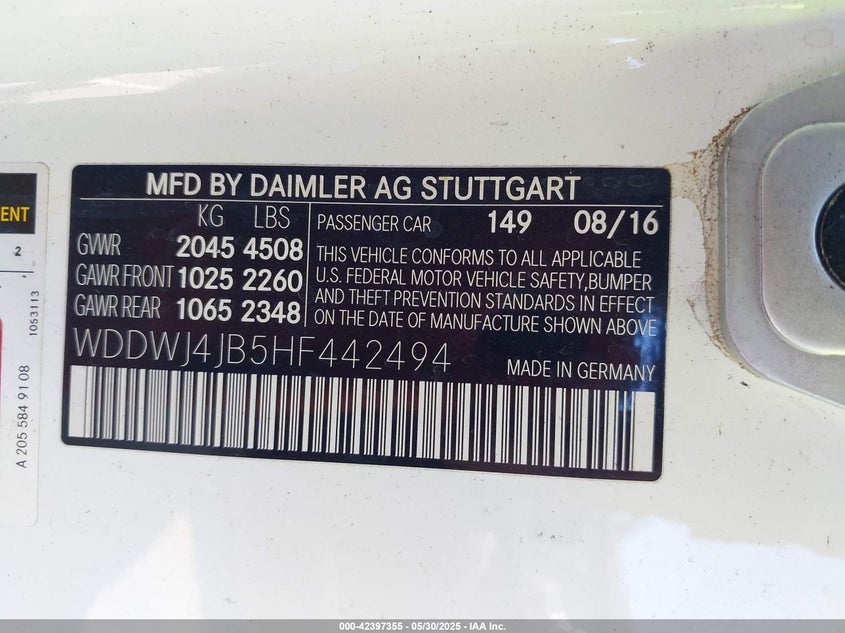 MFD BY DAIMLER AG STUTTGART
KG LBS
GVWR 2045 4508
GAWR FRONT 1025 2260
GAWR REAR 1065 2348
PASSENGER CAR 149 08/16
THIS VEHICLE CONFORMS TO ALL APPLICABLE
U.S. FEDERAL MOTOR VEHICLE SAFETY,BUMPER
AND THEFT PREVENTION STANDARDS IN EFFECT
ON THE DATE OF MANUFACTURE SHOWN ABOVE
WDDWJ4JB5HF442494
MADE IN GERMANY
ENT
2
1053113
A 205 584 91 08
000-42397355 — 05/30/2025 — IAA Inc.